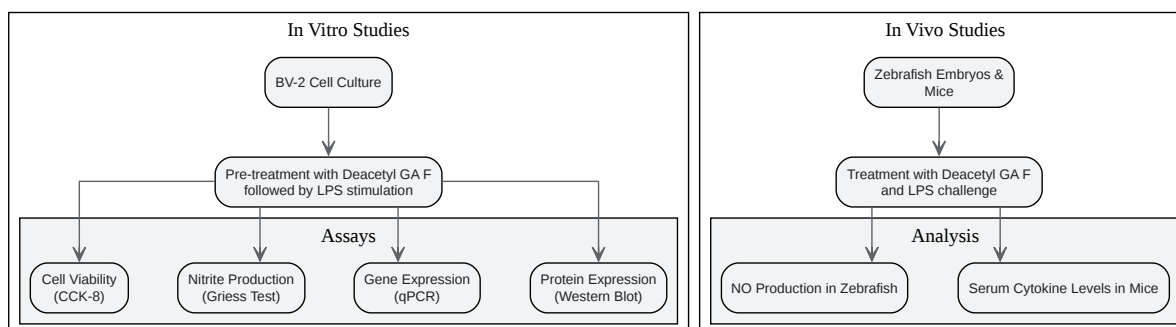 In Vitro Studies
BV-2 Cell Culture
Pre-treatment with Deacetyl GA F
followed by LPS stimulation
Assays
Cell Viability
(CCK-8)
Nitrite Production
(Griess Test)
Gene Expression
(qPCR)
Protein Expression
(Western Blot)
In Vivo Studies
Zebrafish Embryos &
Mice
Treatment with Deacetyl GA F
and LPS challenge
Analysis
NO Production in Zebrafish
Serum Cytokine Levels in Mice